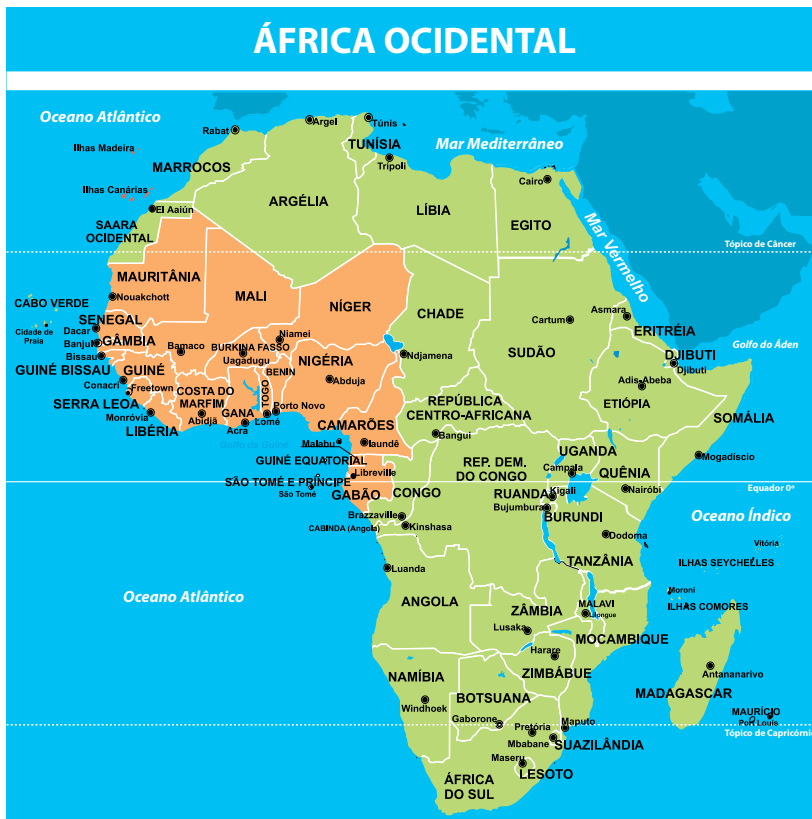 ÁFRICA OCIDENTAL
Oceano Atlântico
Argel
Túnis
Rabat
TUNÍSIA
Mar Mediterrâneo
Ilhas Madeira
MARROCOS
Trípoli
Cairo
Ilhas Canárias
ARGÉLIA
El Aaiún
LÍBIA
EGITO
SAARA
OCIDENTAL
Mar Vermelho
Tópico de Câncer
MAURITÂNIA
MALI
NÍGER
CHADE
Nouakchott
CABO VERDE
Cidade de
Praia
SENEGAL
Dacar
Asmara
Cartum
ERITRÉIA
Banjul
GÂMBIA
Niamei
Bamaco
BURKINA FASSO
Uagadugu
Golfo do Áden
Bissau
NIGÉRIA
Ndjamena
SUDÃO
DJIBUTI
Djibuti
GUINÉ BISSAU
GUINÉ
BENIN
Conacri
Freetown
COSTA DO
MARFIM
TOGO
Abduja
Adis-Abeba
ETIÓPIA
SERRA LEOA
REPÚBLICA
CENTRO-AFRICANA
SOMÁLIA
Monróvia
Abidjã
GANA
Lomé
Porto Novo
LIBÉRIA
Acra
CAMARÕES
Bangui
Golfo da Guiné
Malabu
Iaundê
UGANDA
Mogadíscio
GUINÉ EQUATORIAL
REP. DEM.
DO CONGO
Campala
QUÊNIA
Libreville
SÃO TOMÉ E PRÍNCIPE
São Tomé
GABÃO
CONGO
RUANDA
Kigali
Nairóbi
Equador 0º
Bujumbura
BURUNDI
Brazzaville
Oceano Índico
CABINDA (Angola)
Kinshasa
Dodoma
Vitória
TANZÂNIA
ILHAS SEYCHELLES
Luanda
Moroni
Oceano Atlântico
ANGOLA
ZÂMBIA
MALAVI
Lilongue
ILHAS COMORES
Lusaka
MOCAMBIQUE
Harare
NAMÍBIA
ZIMBÁBUE
Antananarivo
BOTSUANA
MADAGASCAR
Windhoek
MAURÍCIO
Port Louis
Gaborone
Pretória
Maputo
Tópico de Capricórnio
Mbabane
SUAZILÂNDIA
Maseru
LESOTO
ÁFRICA
DO SUL